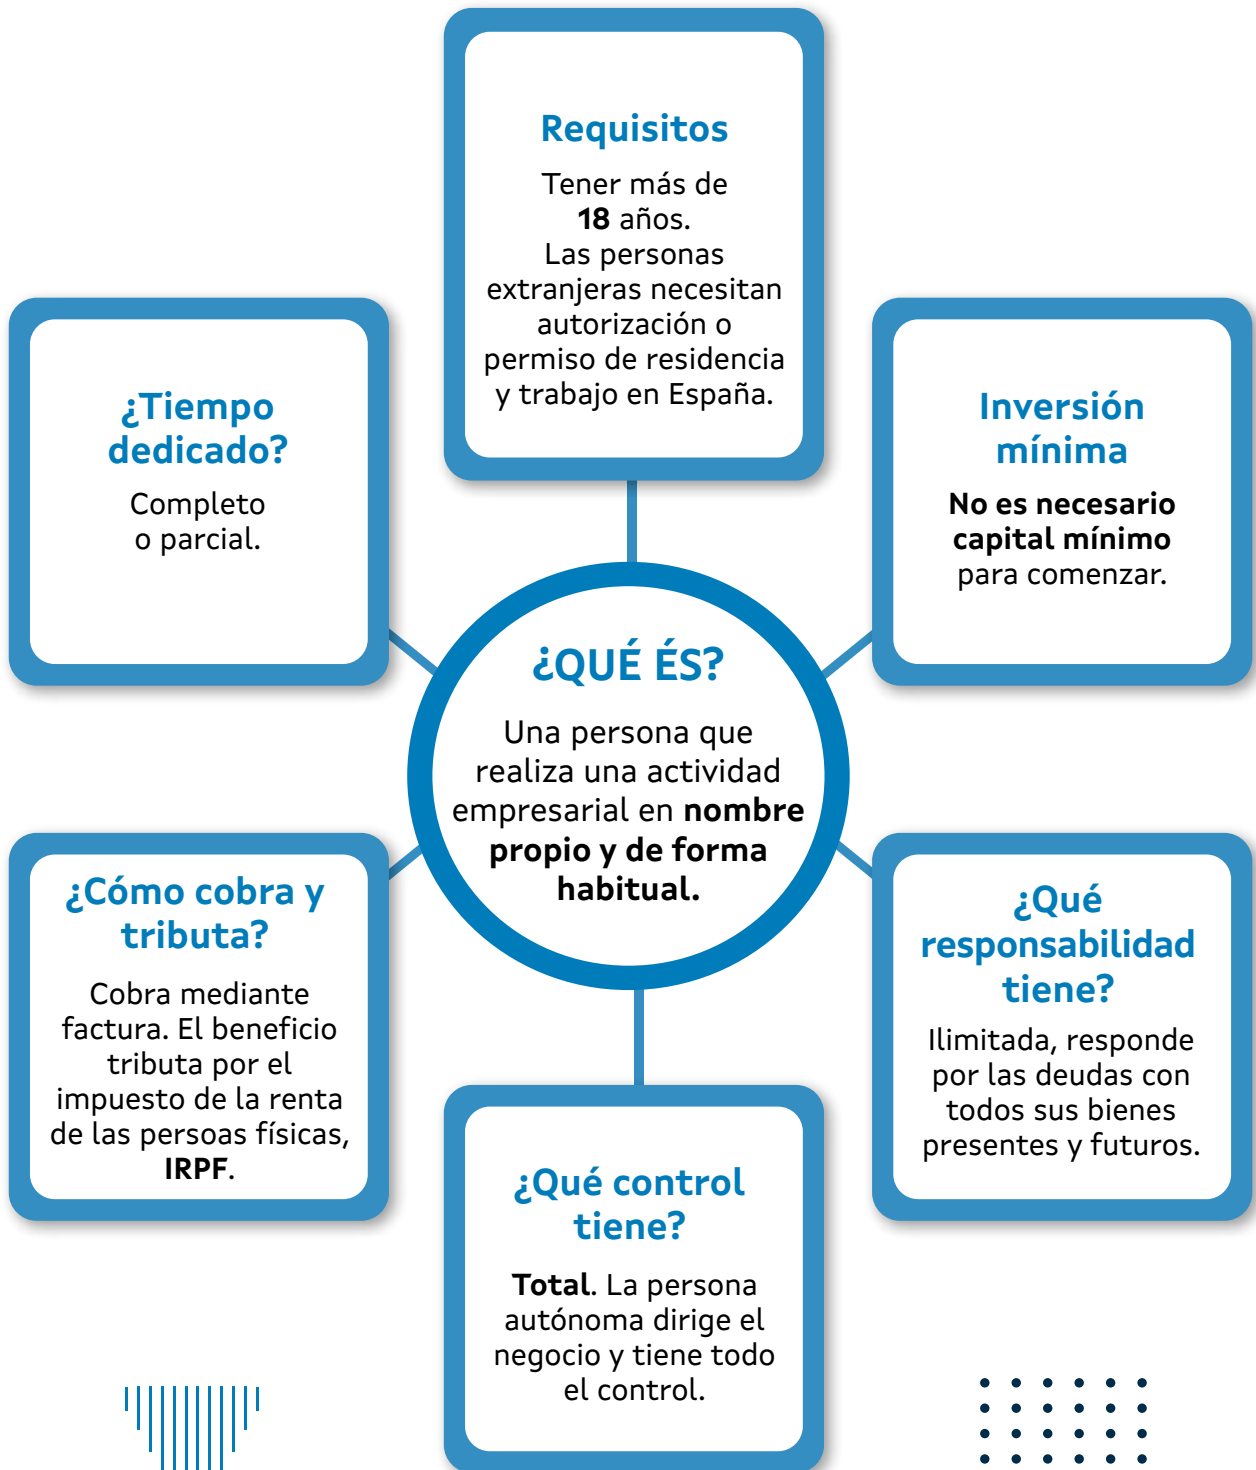 Requisitos
Tener más de
18 años.
Las personas
extranjeras necesitan
autorización o
permiso de residencia
y trabajo en España.
¿Tiempo
dedicado?
Completo
o parcial.
Inversión
mínima
No es necesario
capital mínimo
para comenzar.
¿QUÉ ÉS?
Una persona que
realiza una actividad
empresarial en nombre
propio y de forma
habitual.
¿Cómo cobra y
tributa?
Cobra mediante
factura. El beneficio
tributa por el
impuesto de la renta
de las persoas físicas,
IRPF.
¿Qué
responsabilidad
tiene?
Ilimitada, responde
por las deudas con
todos sus bienes
presentes y futuros.
¿Qué control
tiene?
Total. La persona
autónoma dirige el
negocio y tiene todo
el control.